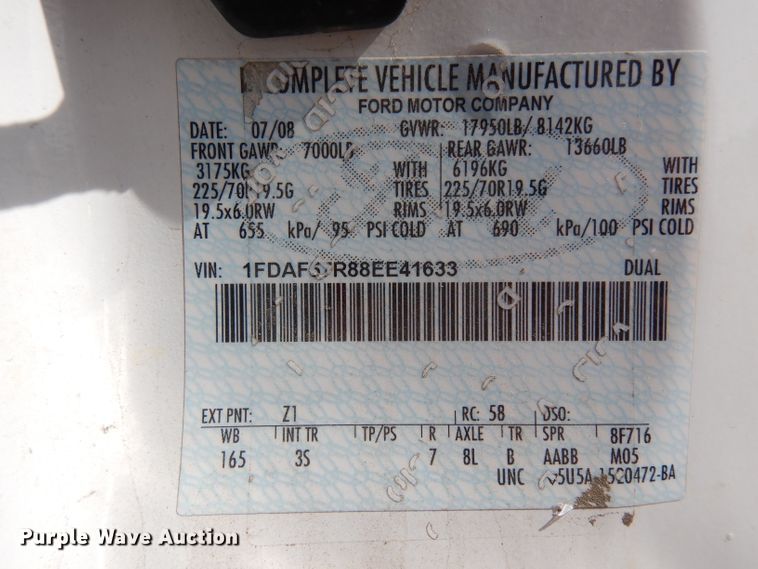 INCOMPLETE VEHICLE MANUFACTURED BY
FORD MOTOR COMPANY
DATE: 07/08 GVWR: 17950LB/ 8142KG
FRONT GAWR: 7000LB REAR GAWR: 13660LB
3175KG WITH 6196KG WITH
225/70R19.5G TIRES 225/70R19.5G TIRES
19.5x6.0RW RIMS 19.5x6.0RW RIMS
AT 655 kPa/ 95 PSI COLD AT 690 kPa/100 PSI COLD
VIN: DUAL
EXT PNT: Z1 RC: 58 DSO:
WB INT TR TP/PS R AXLE TR SPR 8F716
165 3S 7 8L B AABB M05
UNC
Purple Wave Auction